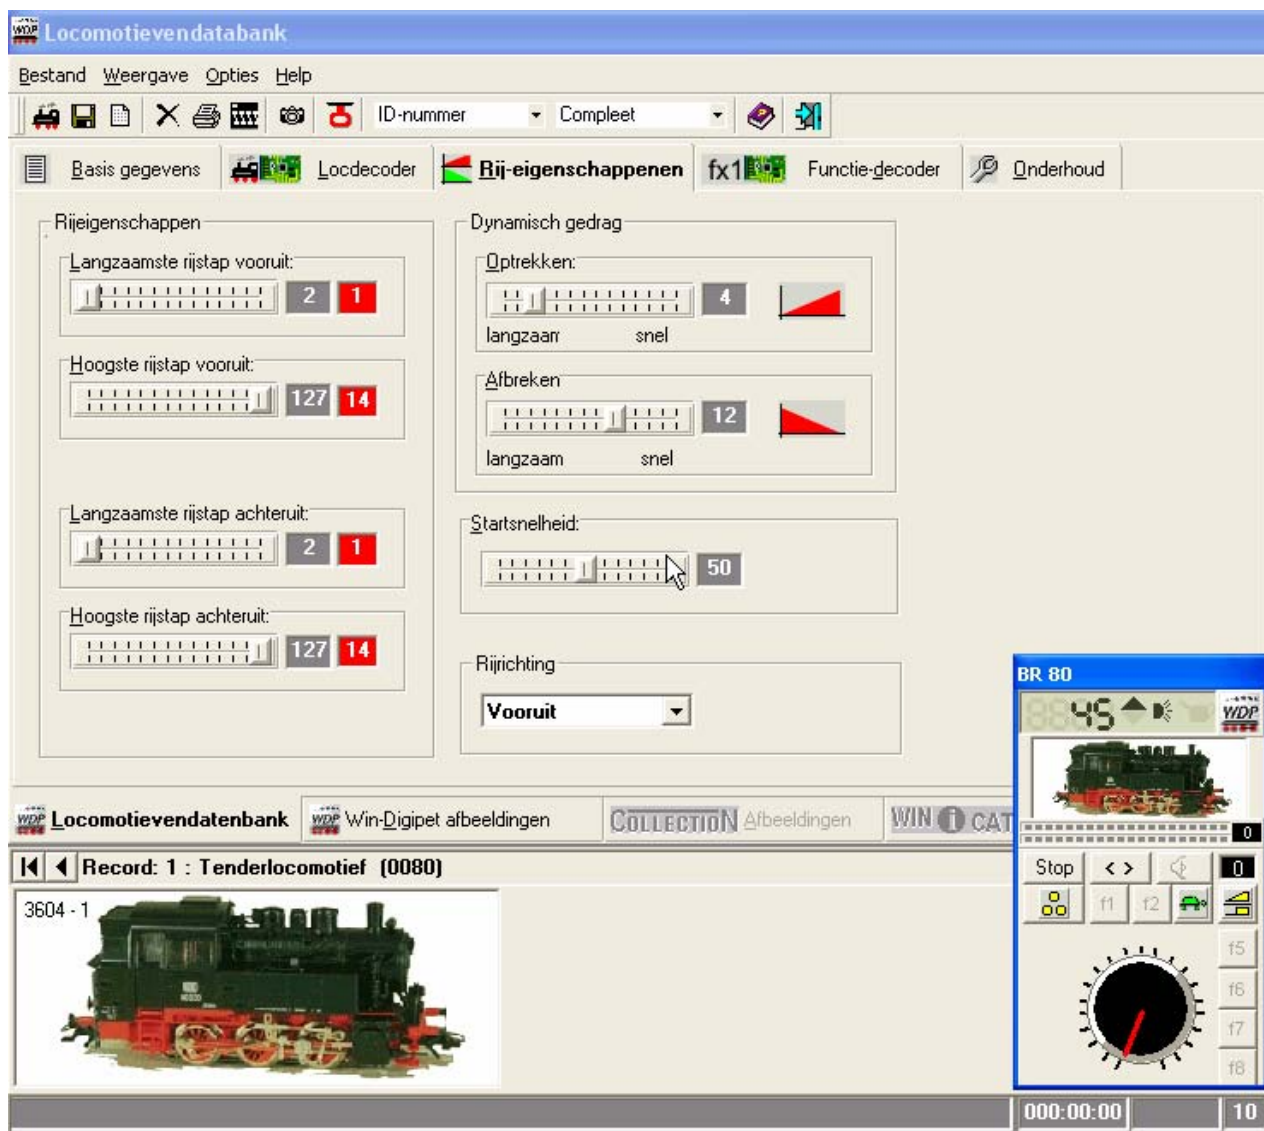 Locomotievendatabank
Bestand Weergave Opties Help
ID-nummer Compleet
Basis gegevens Locdecoder Rij-eigenschappenen fx1 Functie-decoder Onderhoud
Rijeigenschappen
Langzaamste rijstap vooruit:
2 1
Hoogste rijstap vooruit:
127 14
Langzaamste rijstap achteruit:
2 1
Hoogste rijstap achteruit:
127 14
Dynamisch gedrag
Optrekken:
4
langzaam snel
Afbreken
12
langzaam snel
Startsnelheid:
50
Rijrichting
Vooruit
BR 80
45 WDP
0
Stop < > 0
f1 f2
f5
f6
f7
f8
WDP Locomotievendatenbank WDP Win-Digipet afbeeldingen COLLECTION Afbeeldingen WIN i CAT
Record: 1 : Tenderlocomotief (0080)
3604 - 1
000:00:00 10